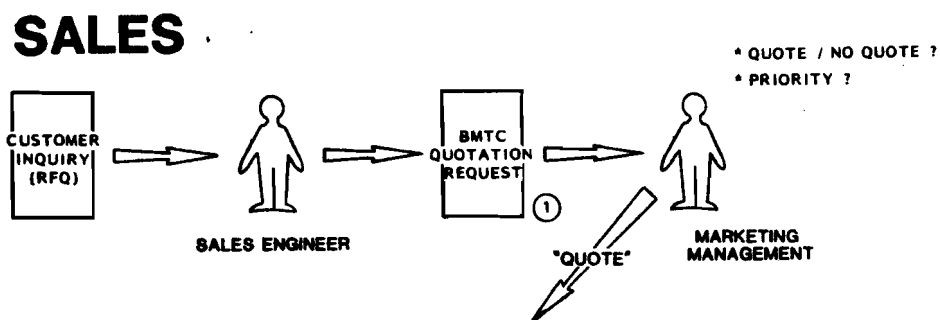 SALES
* QUOTE / NO QUOTE ?
* PRIORITY ?
CUSTOMER
INQUIRY
(RFQ)
BMTC
QUOTATION
REQUEST
1
SALES ENGINEER
"QUOTE"
MARKETING
MANAGEMENT